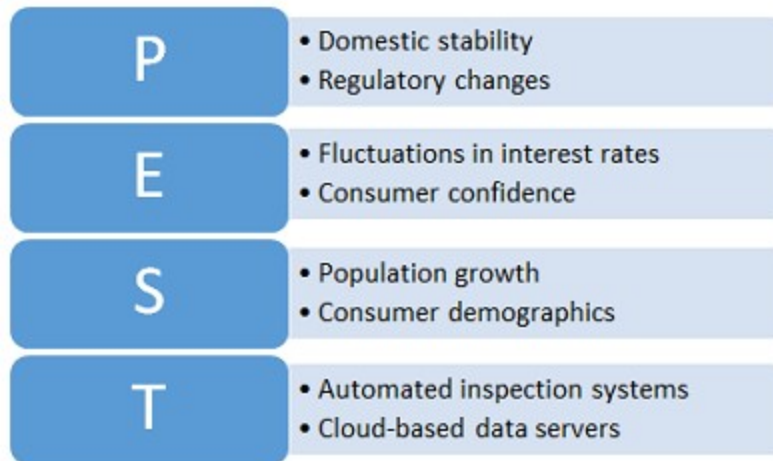 P
• Domestic stability
• Regulatory changes
E
• Fluctuations in interest rates
• Consumer confidence
S
• Population growth
• Consumer demographics
T
• Automated inspection systems
• Cloud-based data servers